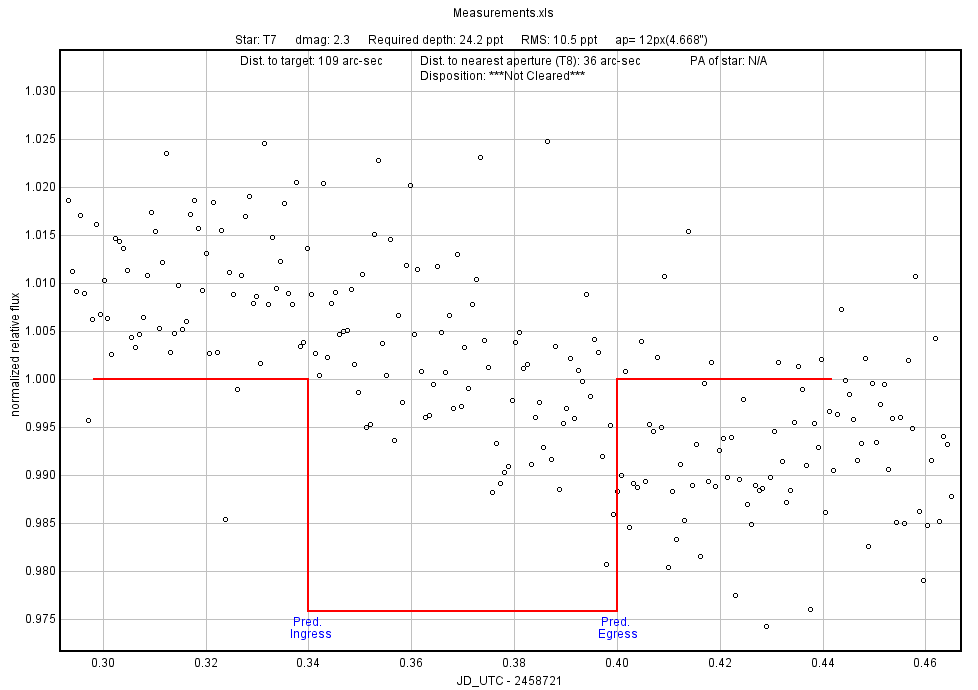 Measurements.xls
Star: T7 dmag: 2.3 Required depth: 24.2 ppt RMS: 10.5 ppt ap= 12px(4.668")
Dist. to target: 109 arc-sec Dist. to nearest aperture (T8): 36 arc-sec PA of star: N/A
Disposition: ***Not Cleared***
1.030
1.025
1.020
1.015
1.010
1.005
1.000
0.995
0.990
0.985
0.980
0.975
normalized relative flux
Pred. Pred.
Ingress Egress
0.30 0.32 0.34 0.36 0.38 0.40 0.42 0.44 0.46
JD_UTC - 2458721